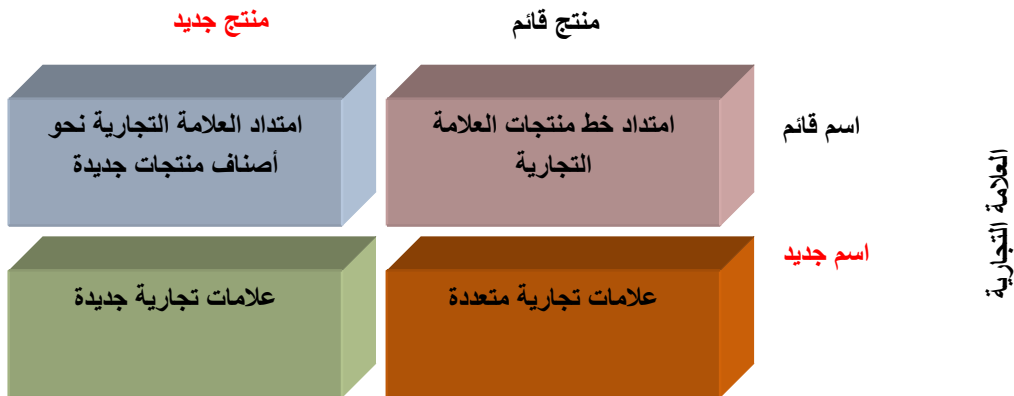 منتج قائم
منتج جديد
اسم قائم
امتداد خط منتجات العلامة
التجارية
امتداد العلامة التجارية نحو
أصناف منتجات جديدة
اسم جديد
علامات تجارية متعددة
علامات تجارية جديدة
العلامة التجارية